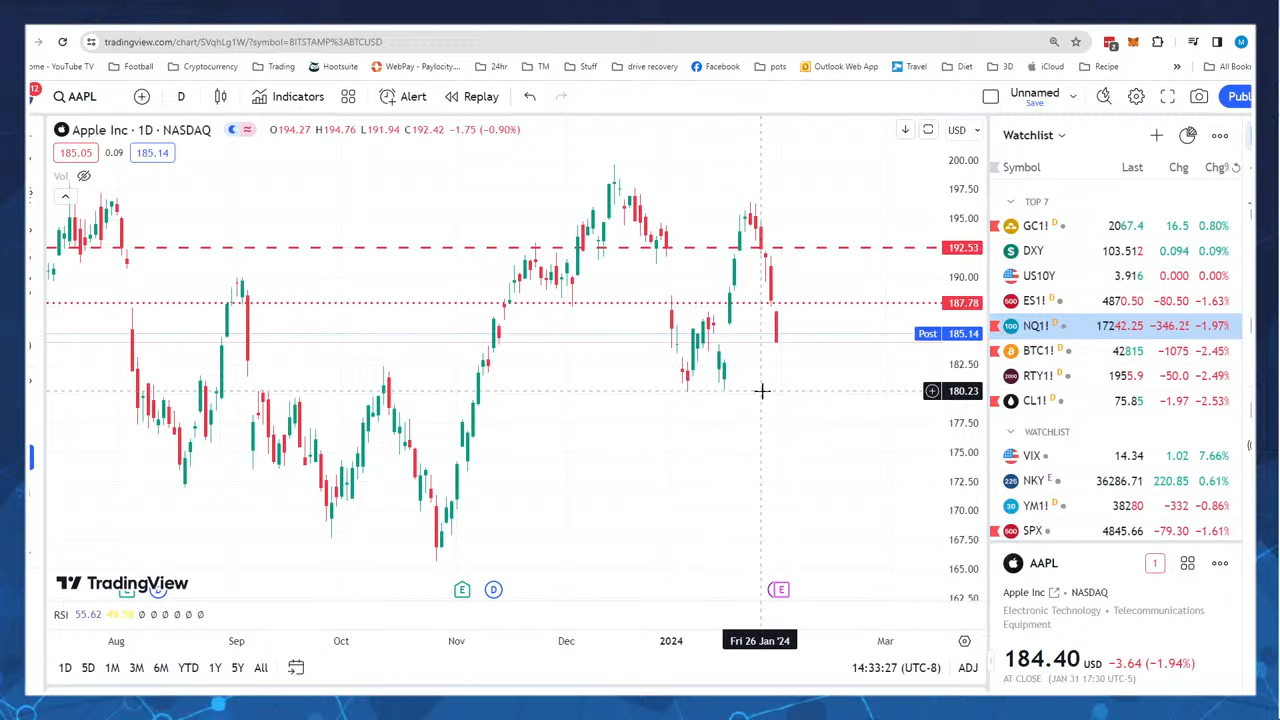 tradingview.com/chart/SVqhLg1W/?symbol=BITSTAMP%3ABTCUSD
2
M
ome - YouTube TV Football Cryptocurrency Trading Hootsuite WebPay - Paylocity... 24hr TM Stuff drive recovery Facebook pots Outlook Web App Travel Diet 3D iCloud Recipe » All Book
12
AAPL D Indicators Alert Replay Unnamed Save Publ
Apple Inc · 1D · NASDAQ O194.27 H194.76 L191.94 C192.42 -1.75 (-0.90%) USD
185.05 0.09 185.14
Vol
200.00
197.50
195.00
192.53
190.00
187.78
Post 185.14
182.50
180.23
177.50
175.00
172.50
170.00
167.50
165.00
162.50
TradingView
E D E
RSI 55.62 49.58 ∅ ∅ ∅ ∅ ∅ ∅
Aug Sep Oct Nov Dec 2024 Fri 26 Jan '24 Mar
1D 5D 1M 3M 6M YTD 1Y 5Y All 14:33:27 (UTC-8) ADJ
Watchlist
Symbol Last Chg Chg%
TOP 7
GC1! D 2067.4 16.5 0.80%
DXY 103.512 0.094 0.09%
US10Y 3.916 0.000 0.00%
500 ES1! D 4870.50 -80.50 -1.63%
100 NQ1! D 17242.25 -346.25 -1.97%
BTC1! D 42815 -1075 -2.45%
2000 RTY1! D 1955.9 -50.0 -2.49%
CL1! D 75.85 -1.97 -2.53%
WATCHLIST
VIX 14.34 1.02 7.66%
225 NKY E 36286.71 220.85 0.61%
30 YM1! D 38280 -332 -0.86%
500 SPX 4845.66 -79.30 -1.61%
AAPL 1
Apple Inc • NASDAQ
Electronic Technology • Telecommunications
Equipment
184.40 USD -3.64 (-1.94%)
AT CLOSE (JAN 31 17:30 UTC-5)